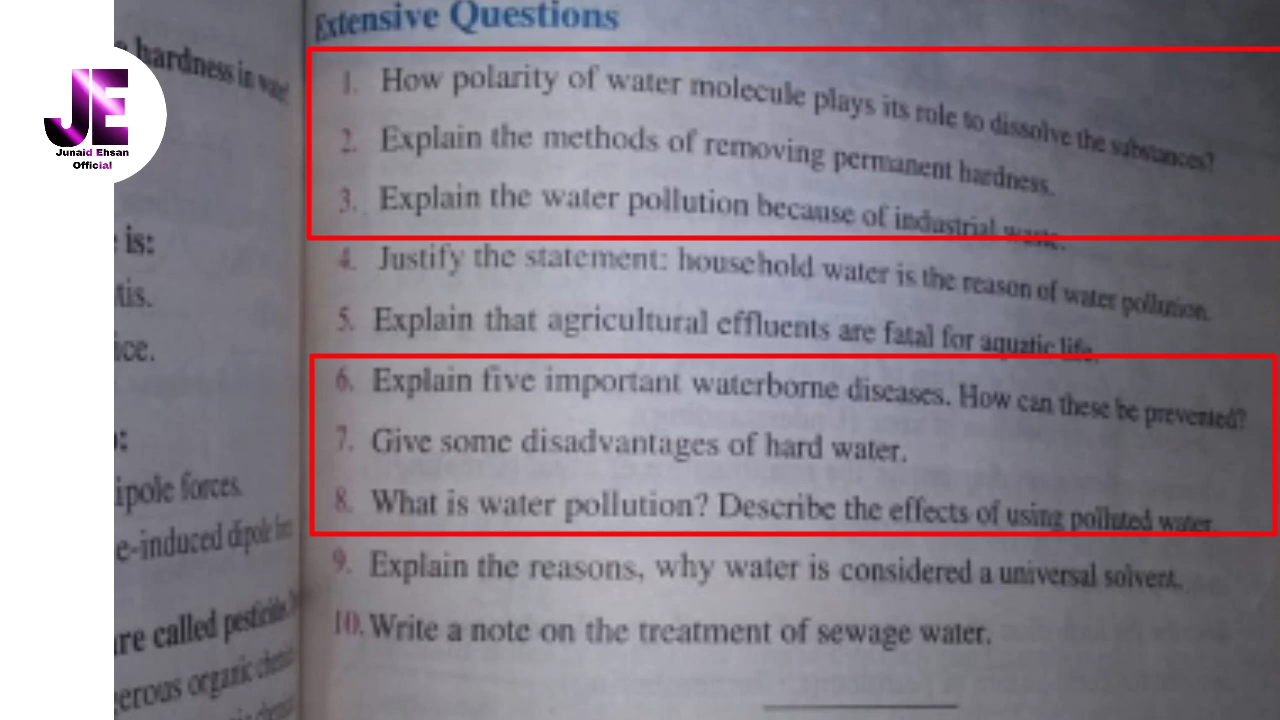 hardness in wat
JE
Junaid Ehsan
Official
is:
tis.
ice.
ipole forces.
e-induced dipole
are called pesticide
gerous organic
Extensive Questions
1. How polarity of water molecule plays its role to dissolve the substances?
2. Explain the methods of removing permanent hardness.
3. Explain the water pollution because of industrial waste.
4. Justify the statement: household water is the reason of water pollution.
5. Explain that agricultural effluents are fatal for aquatic life.
6. Explain five important waterborne diseases. How can these be prevented?
7. Give some disadvantages of hard water.
8. What is water pollution? Describe the effects of using polluted water.
9. Explain the reasons, why water is considered a universal solvent.
10. Write a note on the treatment of sewage water.